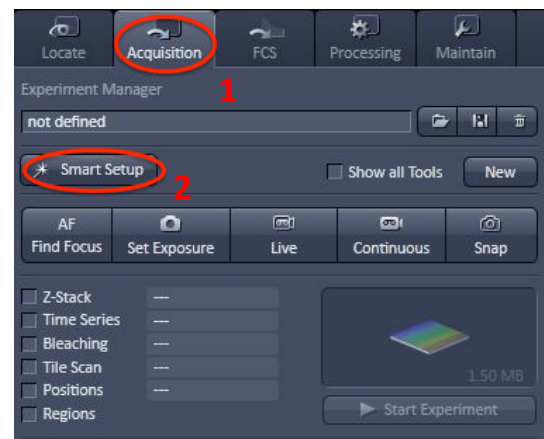 Locate Acquisition FCS Processing Maintain
Experiment Manager 1
not defined
Smart Setup 2 Show all Tools New
AF
Find Focus Set Exposure Live Continuous Snap
Z-Stack ---
Time Series ---
Bleaching ---
Tile Scan ---
Positions ---
Regions
1.50 MB
Start Experiment